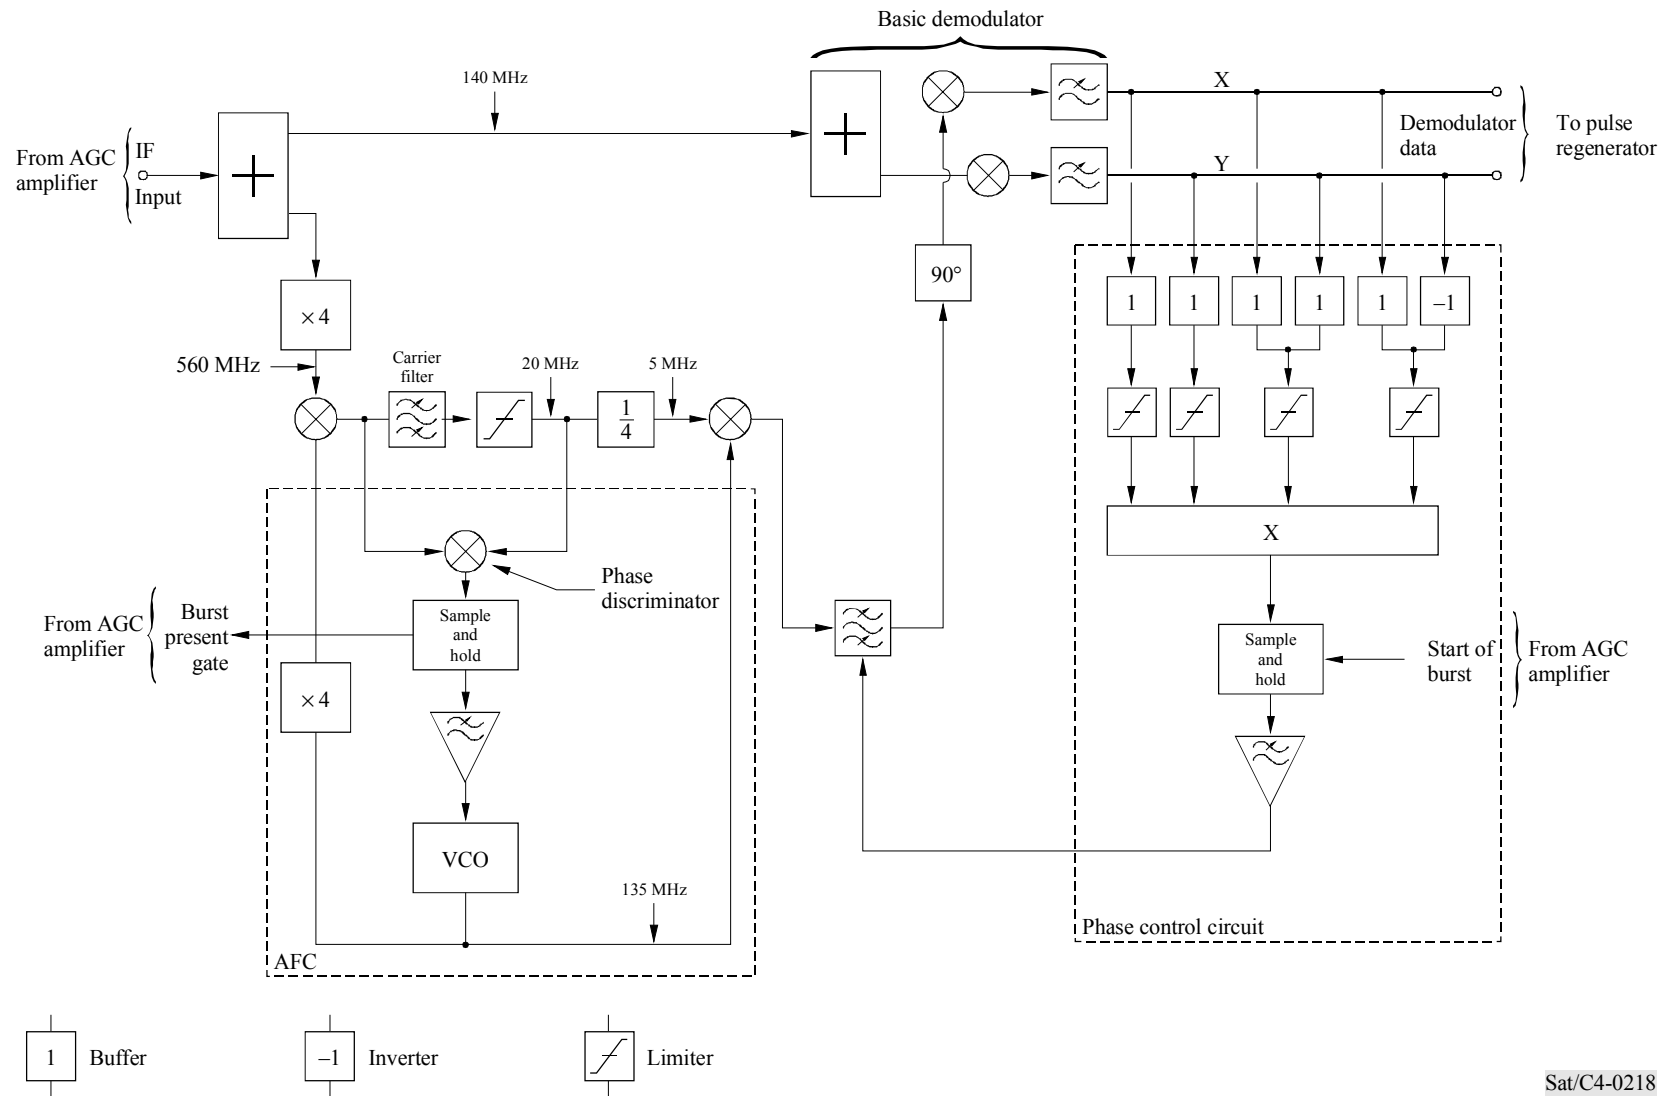 Basic demodulator
140 MHz
X
From AGC
amplifier
IF
Input
+
+
Demodulator
data
To pulse
regenerator
Y
90°
× 4
1
1
1
1
1
–1
560 MHz
Carrier
filter
20 MHz
5 MHz
1
4
X
Phase
discriminator
From AGC
amplifier
Burst
present
gate
Sample
and
hold
Sample
and
hold
Start of
burst
From AGC
amplifier
× 4
VCO
135 MHz
AFC
Phase control circuit
1
Buffer
–1
Inverter
Limiter
Sat/C4-0218